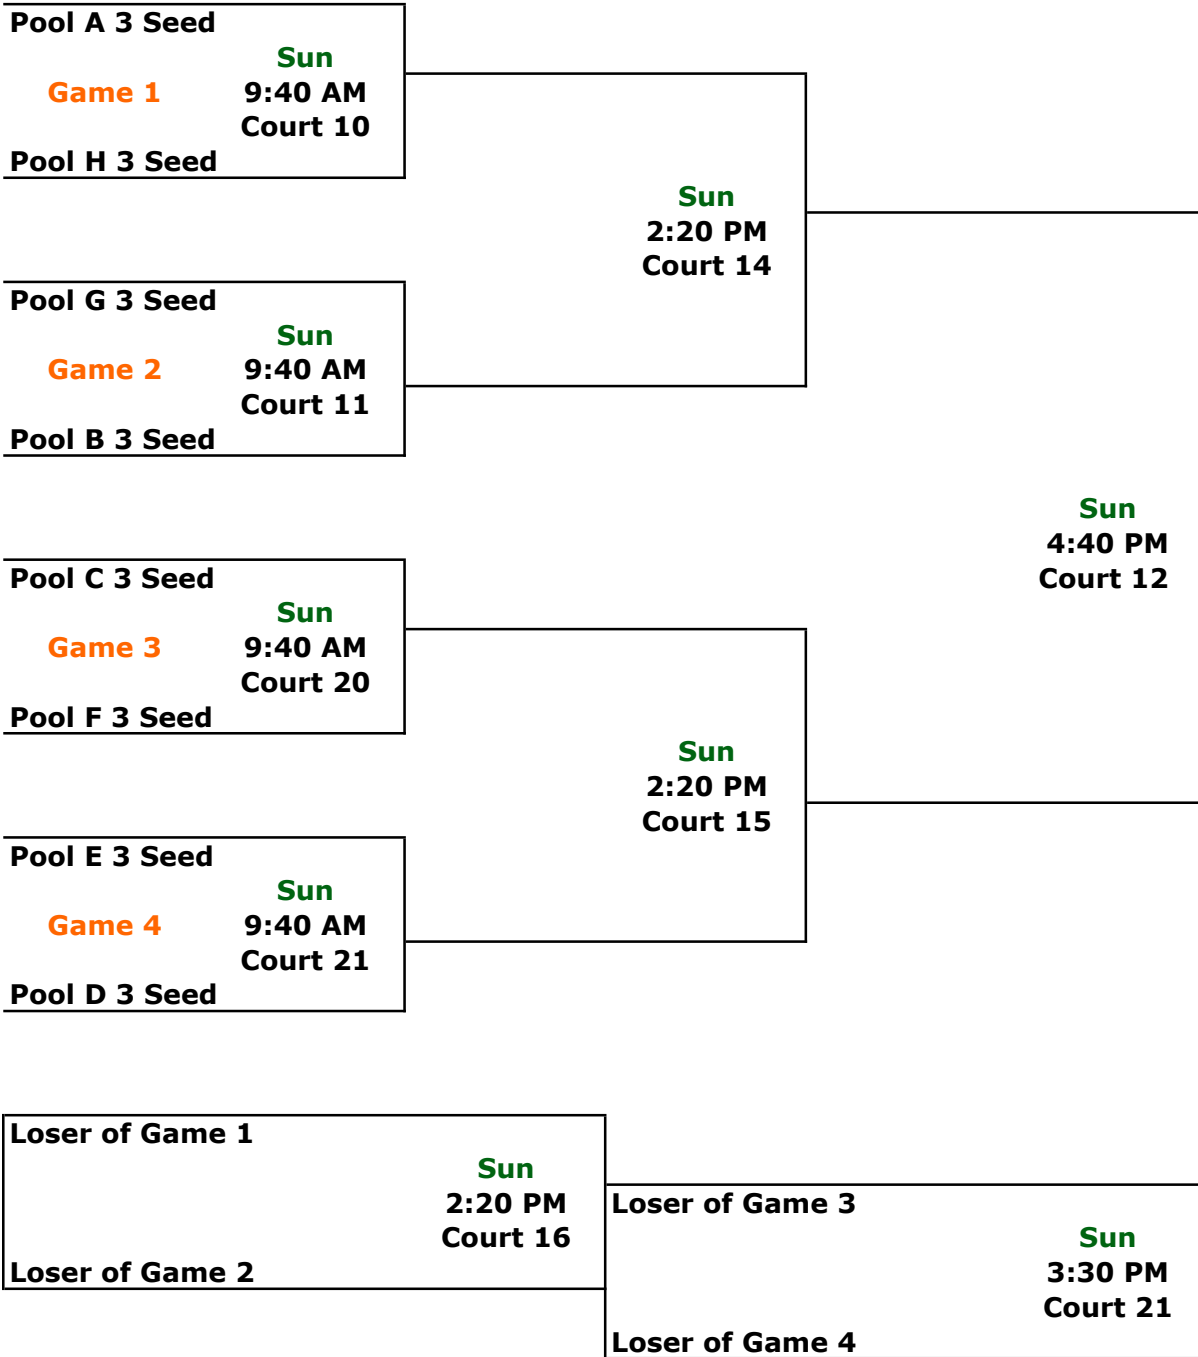 Pool A 3 Seed
Sun
Game 1 9:40 AM
Court 10
Pool H 3 Seed
Sun
2:20 PM
Court 14
Pool G 3 Seed
Sun
Game 2 9:40 AM
Court 11
Pool B 3 Seed
Sun
4:40 PM
Court 12
Pool C 3 Seed
Sun
Game 3 9:40 AM
Court 20
Pool F 3 Seed
Sun
2:20 PM
Court 15
Pool E 3 Seed
Sun
Game 4 9:40 AM
Court 21
Pool D 3 Seed
Loser of Game 1
Sun
2:20 PM
Court 16
Loser of Game 2
Loser of Game 3
Sun
3:30 PM
Court 21
Loser of Game 4